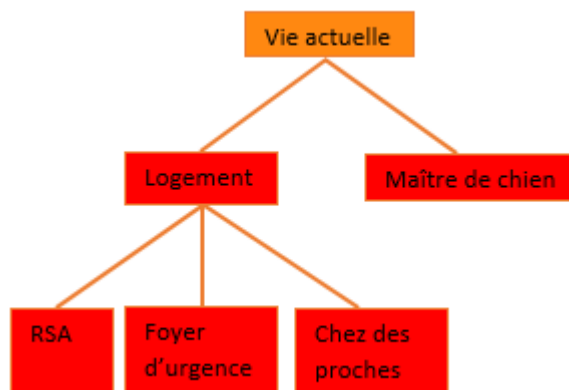 Vie actuelle
Logement
Maître de chien
RSA
Foyer
d'urgence
Chez des
proches